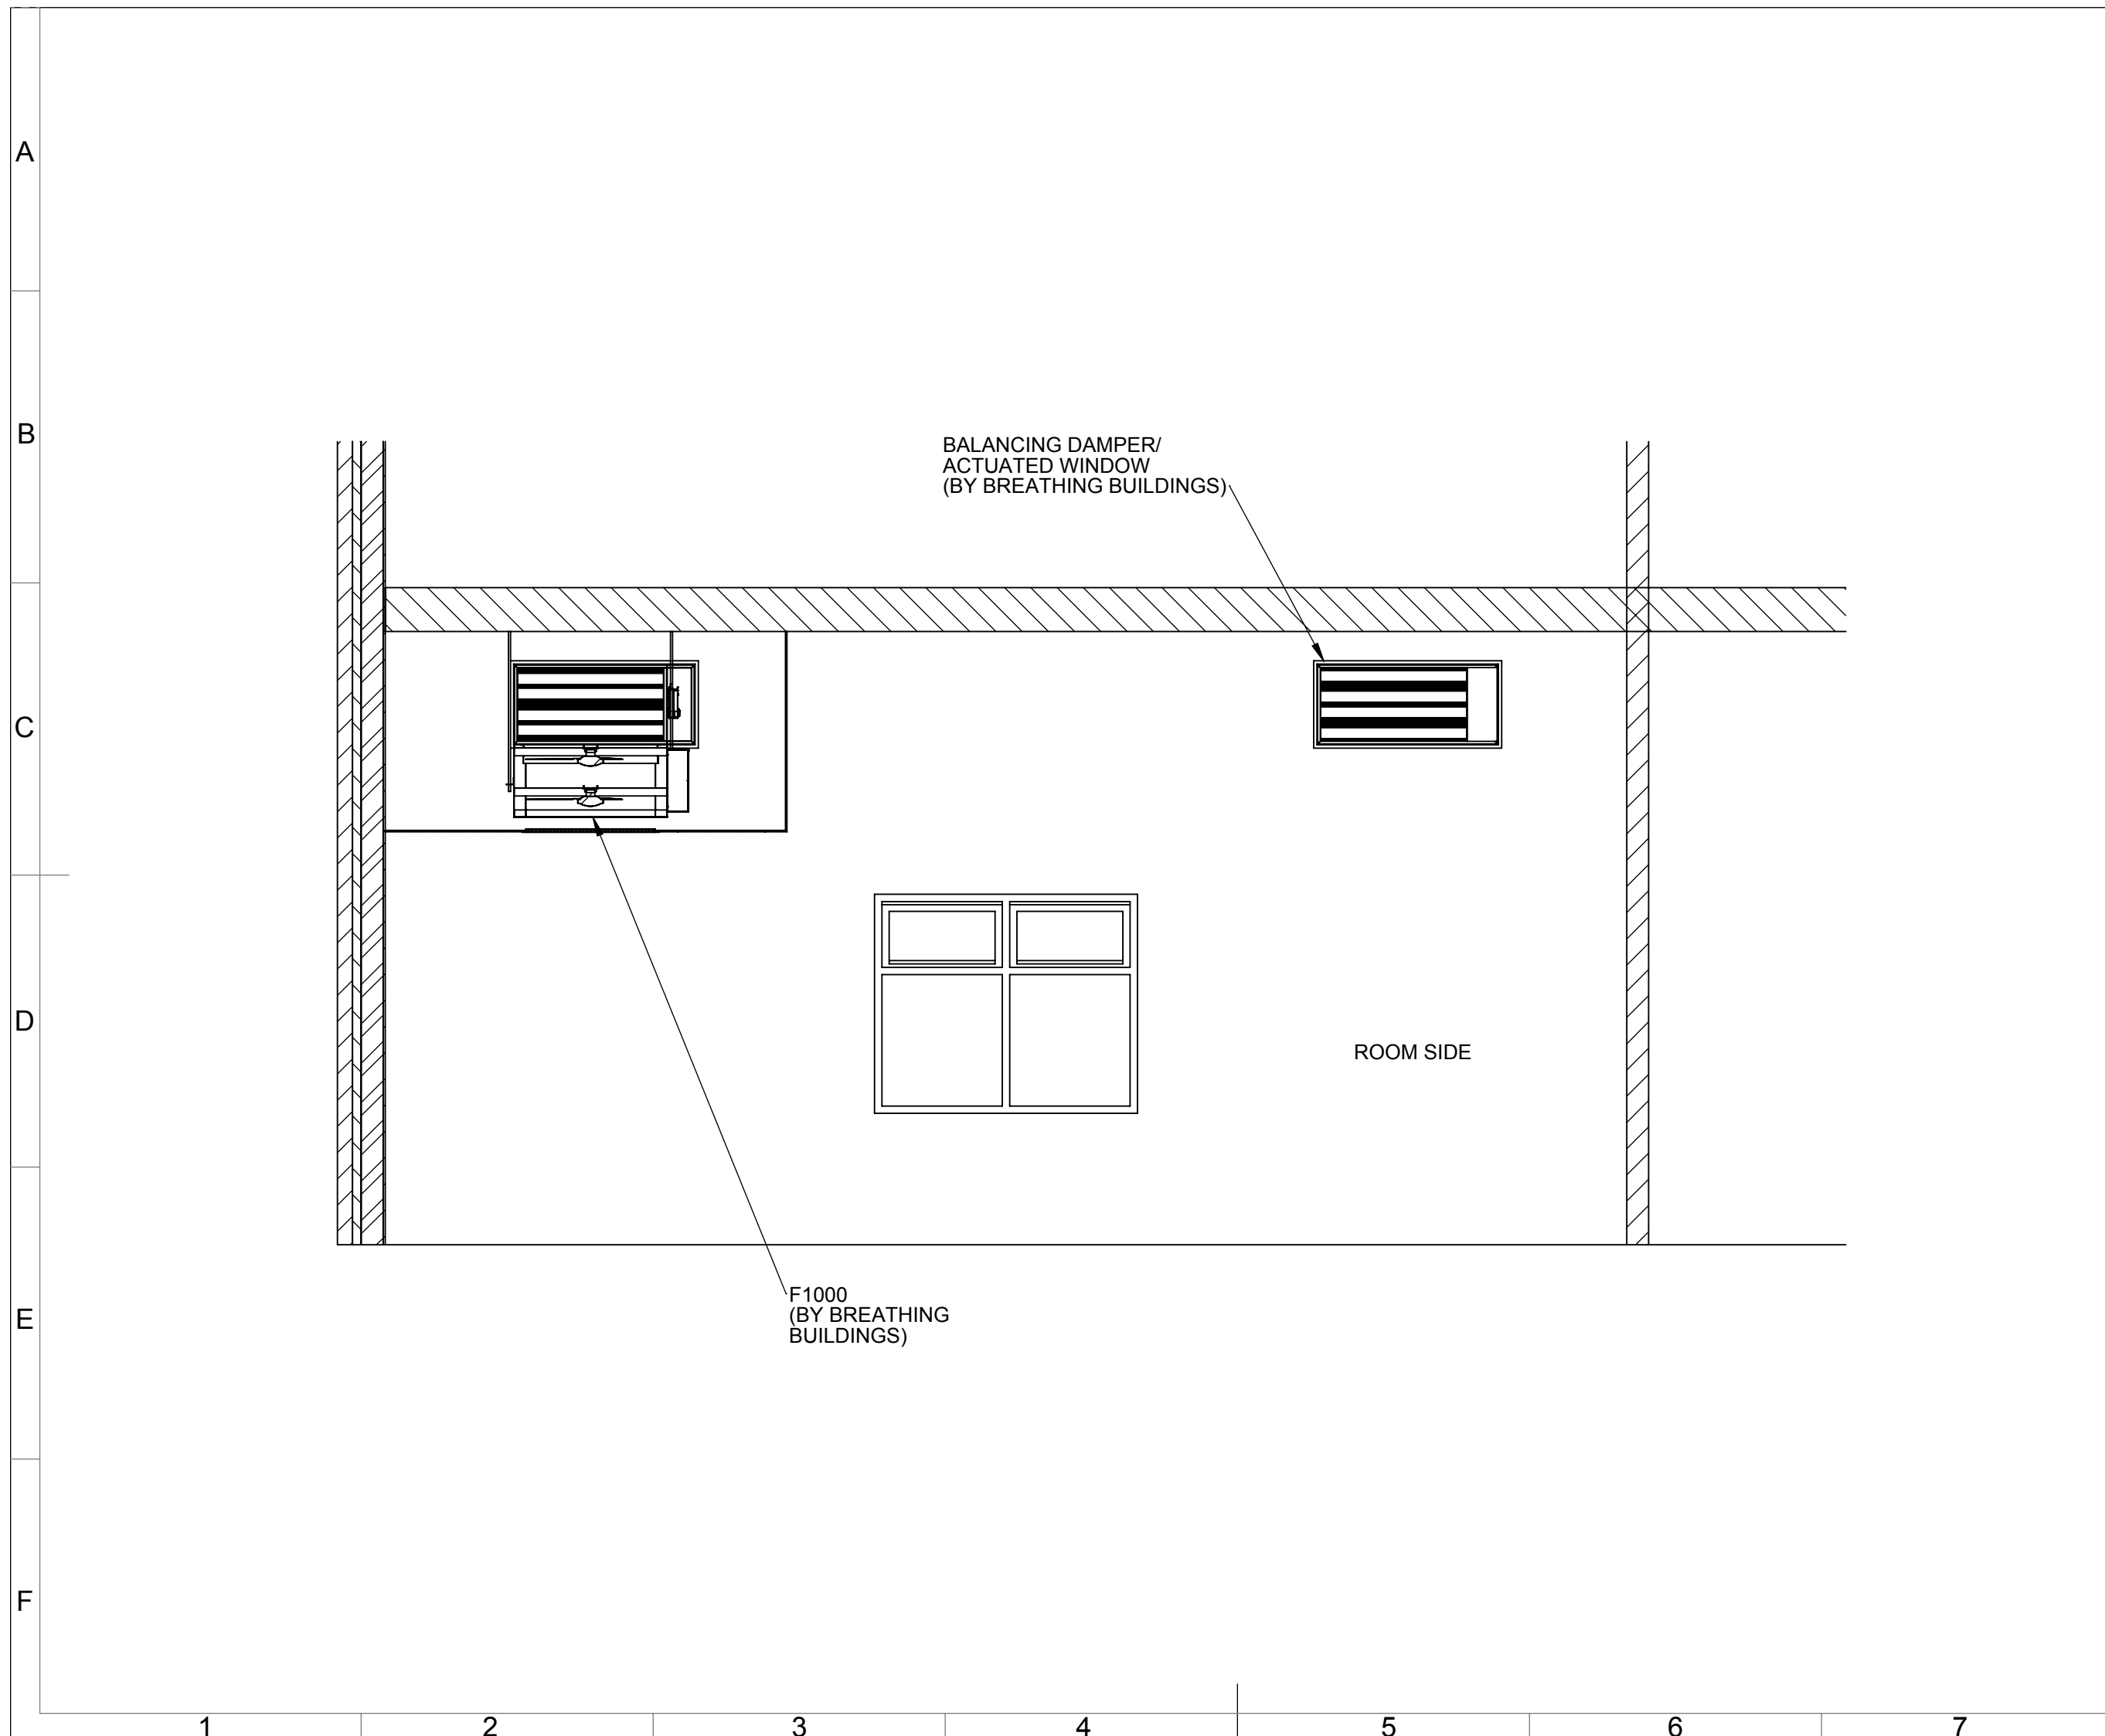 A
B
BALANCING DAMPER/
ACTUATED WINDOW
(BY BREATHING BUILDINGS)
C
D
ROOM SIDE
E
F1000
(BY BREATHING
BUILDINGS)
F
1 2 3 4 5 6 7